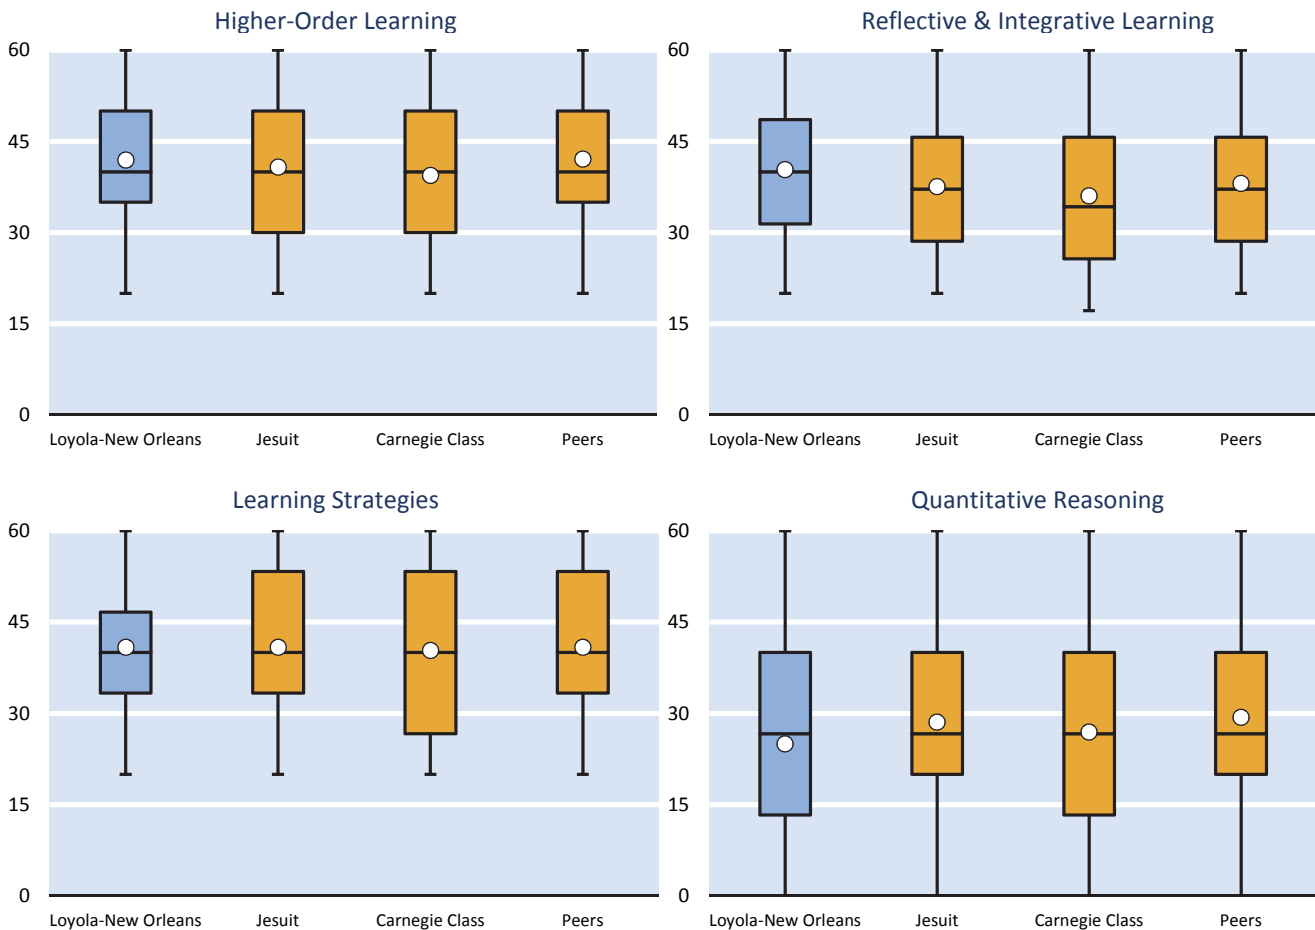 Higher-Order Learning
60
45
30
15
0
Loyola-New Orleans Jesuit Carnegie Class Peers
Reflective & Integrative Learning
60
45
30
15
0
Loyola-New Orleans Jesuit Carnegie Class Peers
Learning Strategies
60
45
30
15
0
Loyola-New Orleans Jesuit Carnegie Class Peers
Quantitative Reasoning
60
45
30
15
0
Loyola-New Orleans Jesuit Carnegie Class Peers